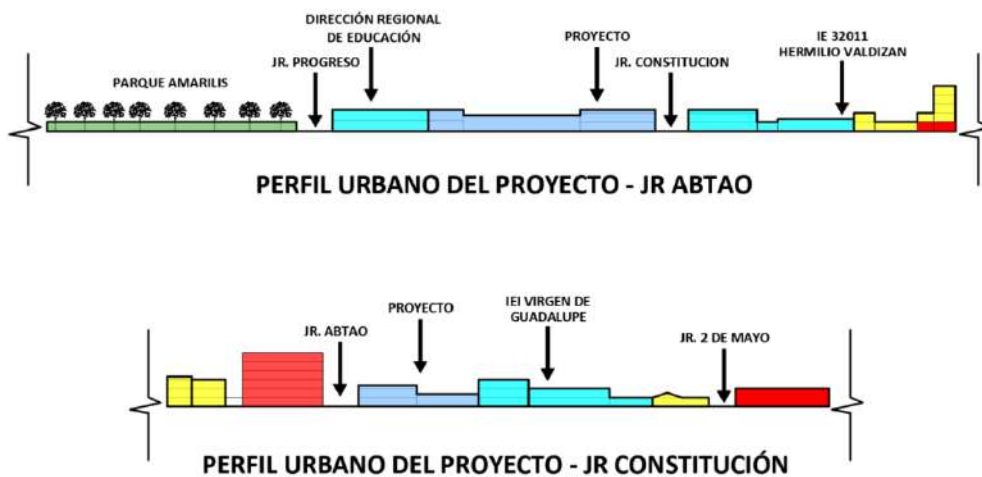 DIRECCIÓN REGIONAL
DE EDUCACIÓN
PROYECTO
IE 32011
HERMILIO VALDIZAN
JR. PROGRESO
JR. CONSTITUCION
PARQUE AMARILIS
PERFIL URBANO DEL PROYECTO - JR ABTAO
IEI VIRGEN DE
GUADALUPE
PROYECTO
JR. ABTAO
JR. 2 DE MAYO
PERFIL URBANO DEL PROYECTO - JR CONSTITUCIÓN